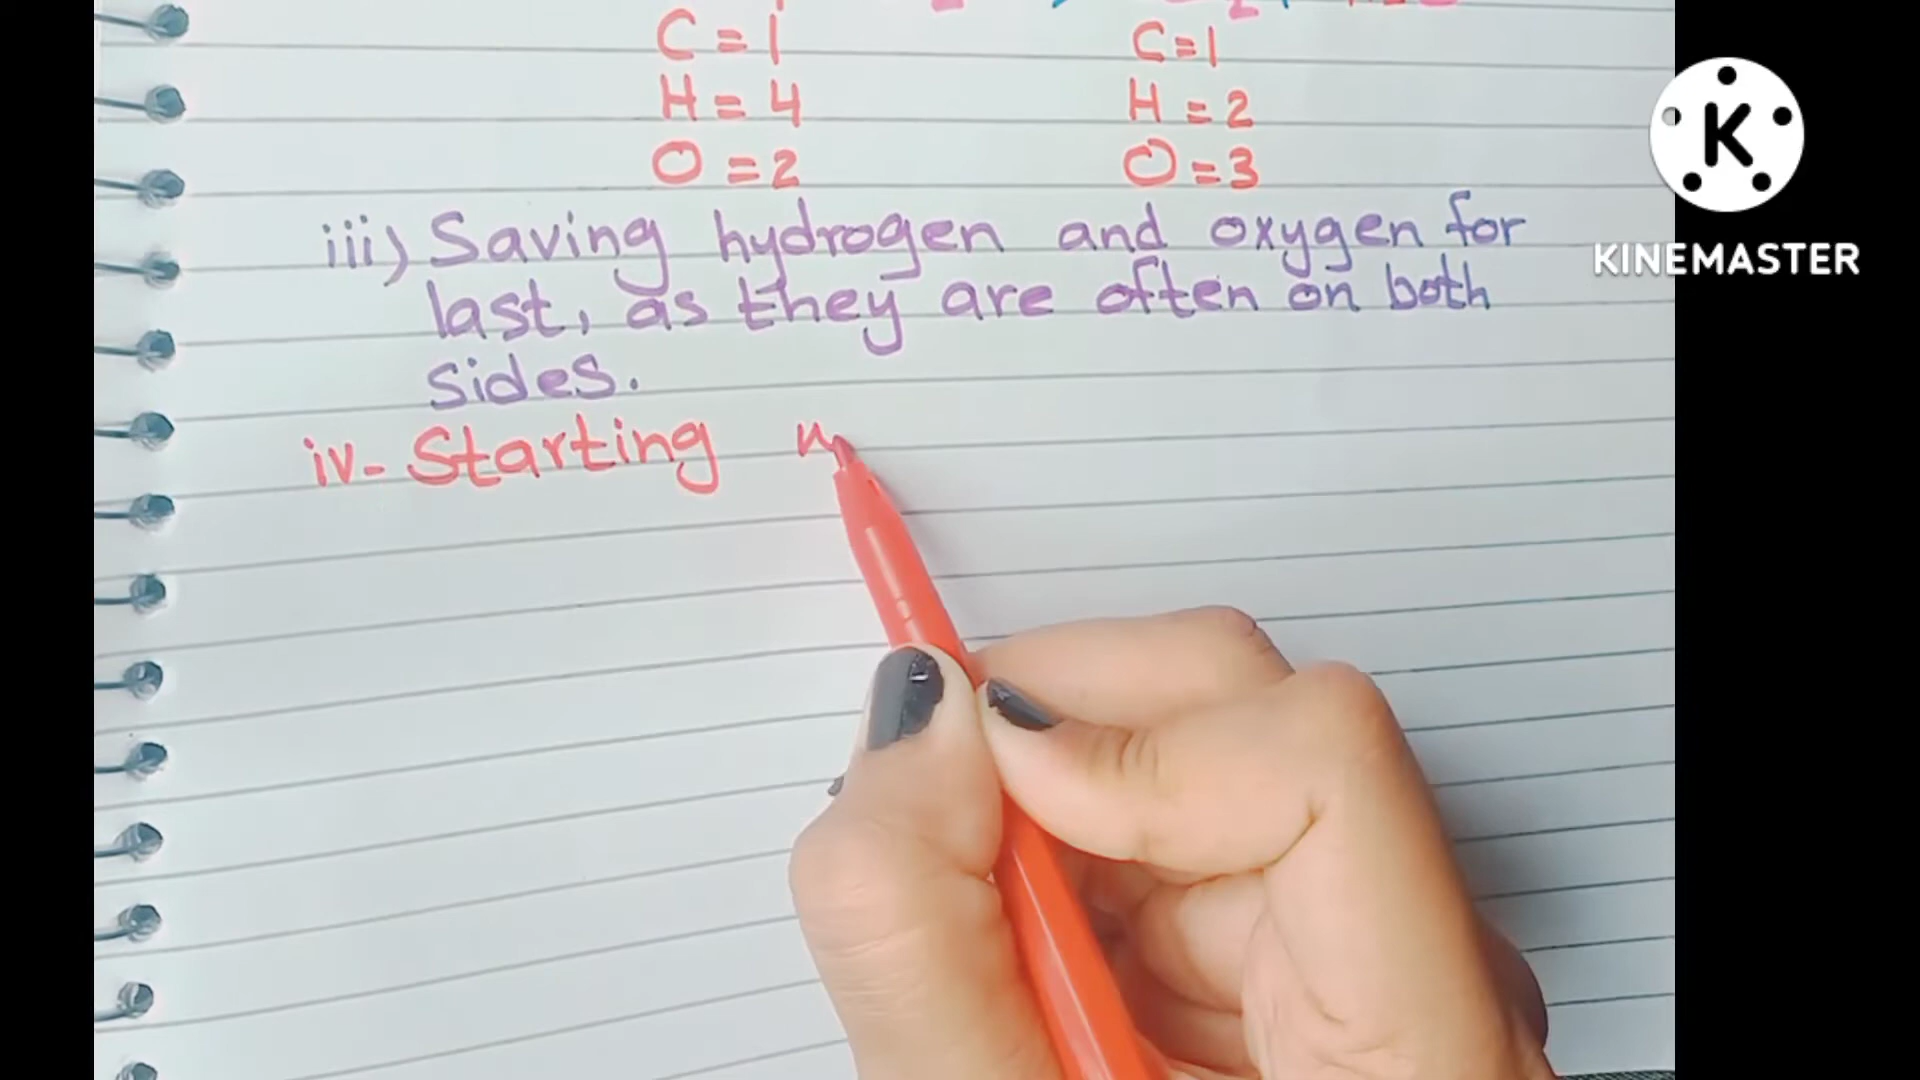 C = 1 C = 1
H = 4 H = 2
O = 2 O = 3
iii) Saving hydrogen and oxygen for
last, as they are often on both
sides.
iv- Starting
K
KINEMASTER